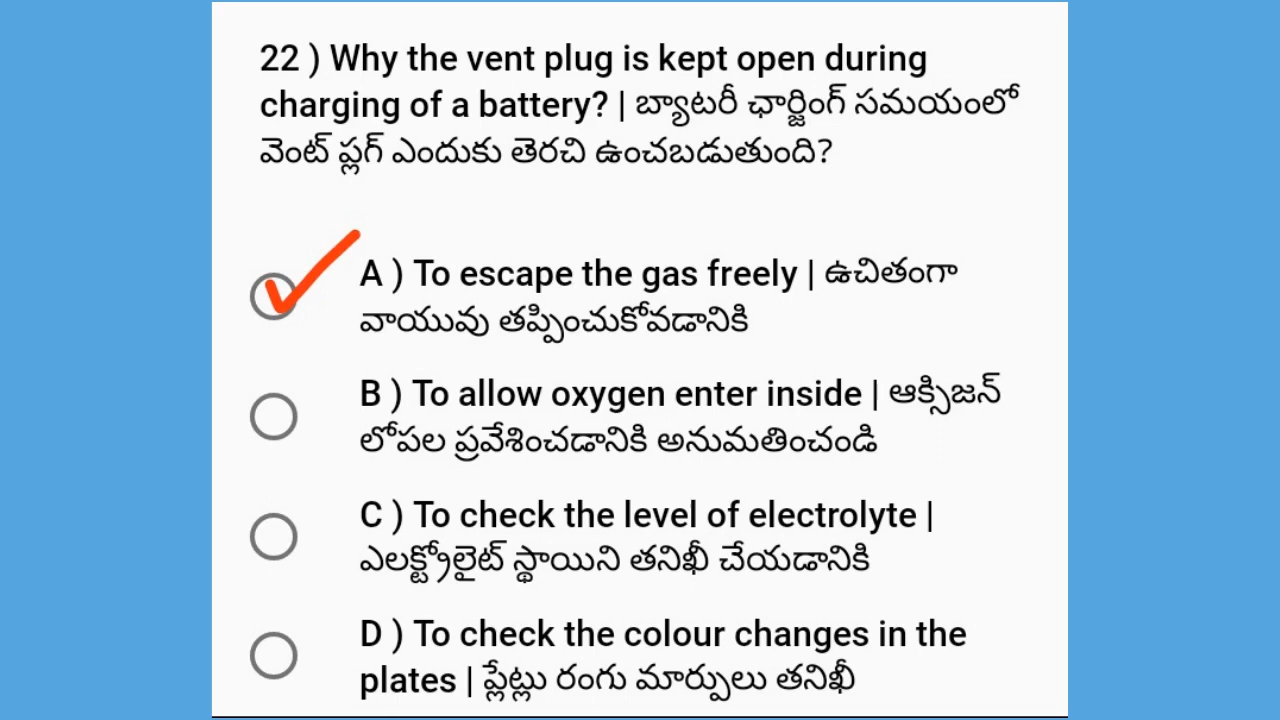 22 ) Why the vent plug is kept open during
charging of a battery? | బ్యాటరీ ఛార్జింగ్ సమయంలో
వెంట్ ప్లగ్ ఎందుకు తెరచి ఉంచబడుతుంది?
A ) To escape the gas freely | ఉచితంగా
వాయువు తప్పించుకోవడానికి
B ) To allow oxygen enter inside | ఆక్సిజన్
లోపల ప్రవేశించడానికి అనుమతించండి
C ) To check the level of electrolyte |
ఎలక్ట్రోలైట్ స్థాయిని తనిఖీ చేయడానికి
D ) To check the colour changes in the
plates | ప్లేట్లు రంగు మార్పులు తనిఖీ